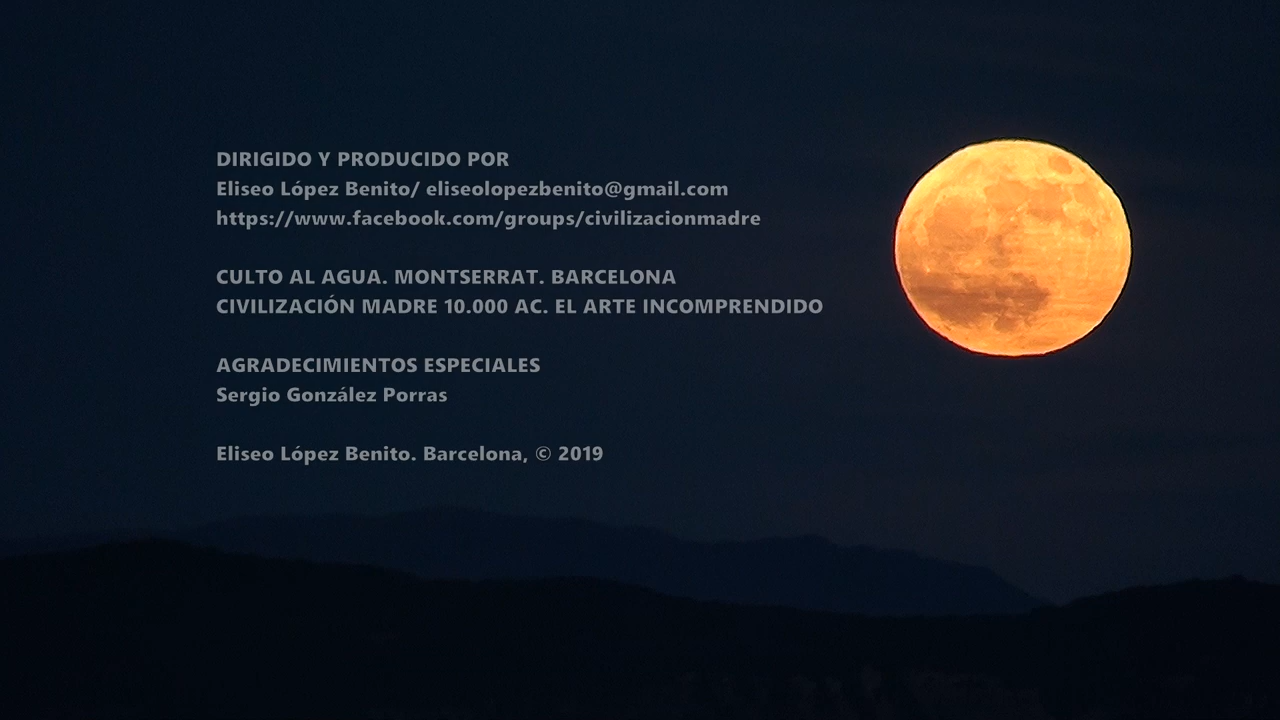 DIRIGIDO Y PRODUCIDO POR
Eliseo López Benito/ eliseolopezbenito@gmail.com
https://www.facebook.com/groups/civilizacionmadre
CULTO AL AGUA. MONTSERRAT. BARCELONA
CIVILIZACIÓN MADRE 10.000 AC. EL ARTE INCOMPRENDIDO
AGRADECIMIENTOS ESPECIALES
Sergio González Porras
Eliseo López Benito. Barcelona, © 2019